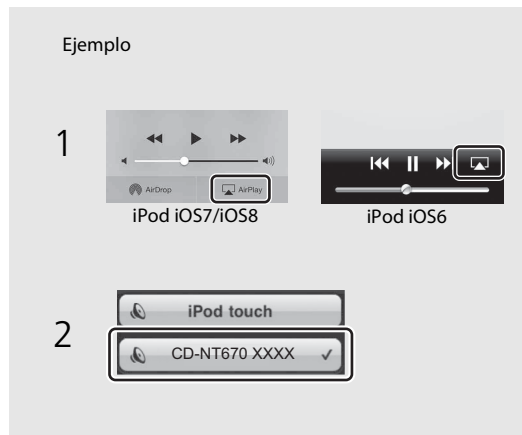 Ejemplo
1
AirDrop AirPlay
iPod iOS7/iOS8
iPod iOS6
2
iPod touch
CD-NT670 XXXX ✓